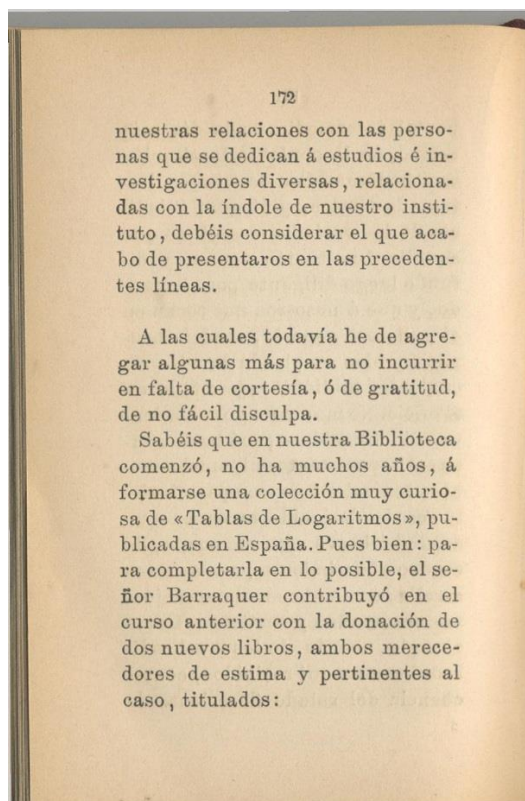 172
nuestras relaciones con las perso-
nas que se dedican á estudios é in-
vestigaciones diversas, relaciona-
das con la índole de nuestro insti-
tuto, debéis considerar el que aca-
bo de presentaros en las preceden-
tes líneas.
A las cuales todavía he de agre-
gar algunas más para no incurrir
en falta de cortesía, ó de gratitud,
de no fácil disculpa.
Sabéis que en nuestra Biblioteca
comenzó, no ha muchos años, á
formarse una colección muy curio-
sa de «Tablas de Logaritmos», pu-
blicadas en España. Pues bien: pa-
ra completarla en lo posible, el se-
ñor Barraquer contribuyó en el
curso anterior con la donación de
dos nuevos libros, ambos merece-
dores de estima y pertinentes al
caso, titulados: